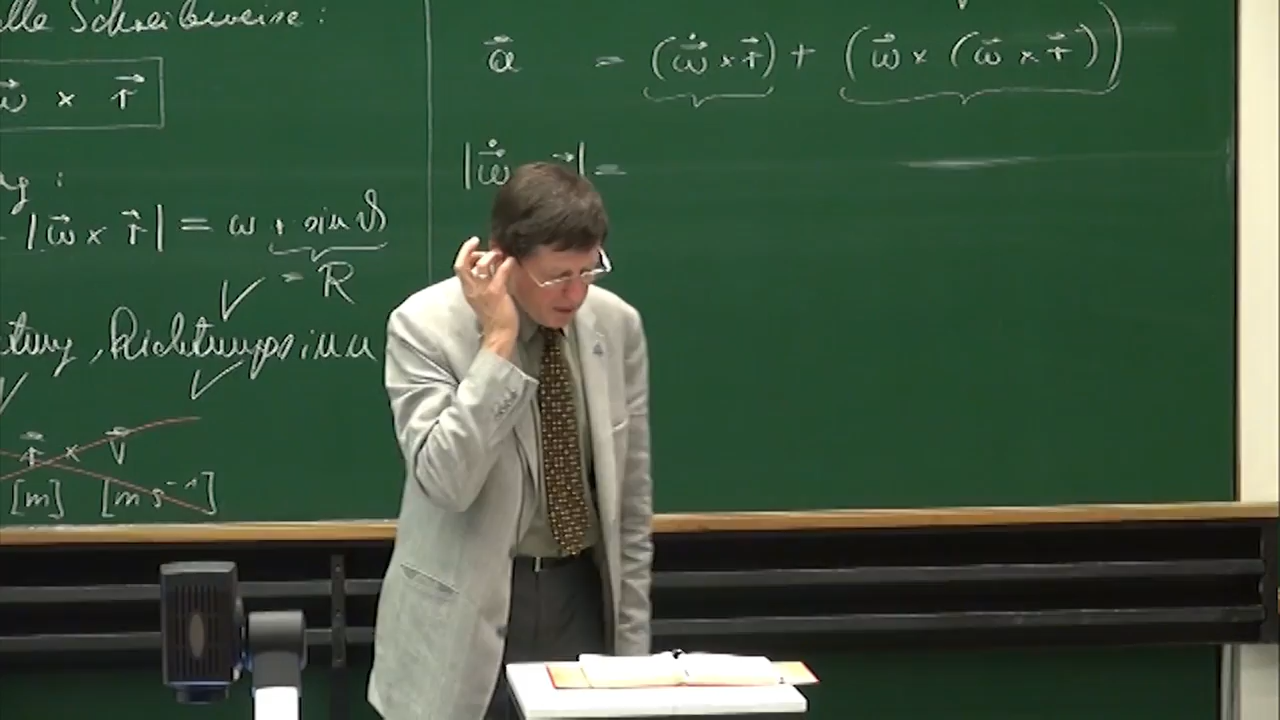 Schreibweise:
ω⃗ × r⃗
:
|ω⃗ × r⃗| = ω r sin ϑ
= R
✓
, Richtungssinn
✓ ✓
r⃗ × v⃗
[m] [m s⁻¹]
a⃗ = (ω⃗̇ × r⃗) + (ω⃗ × (ω⃗ × r⃗))
|ω⃗̇ r⃗| =